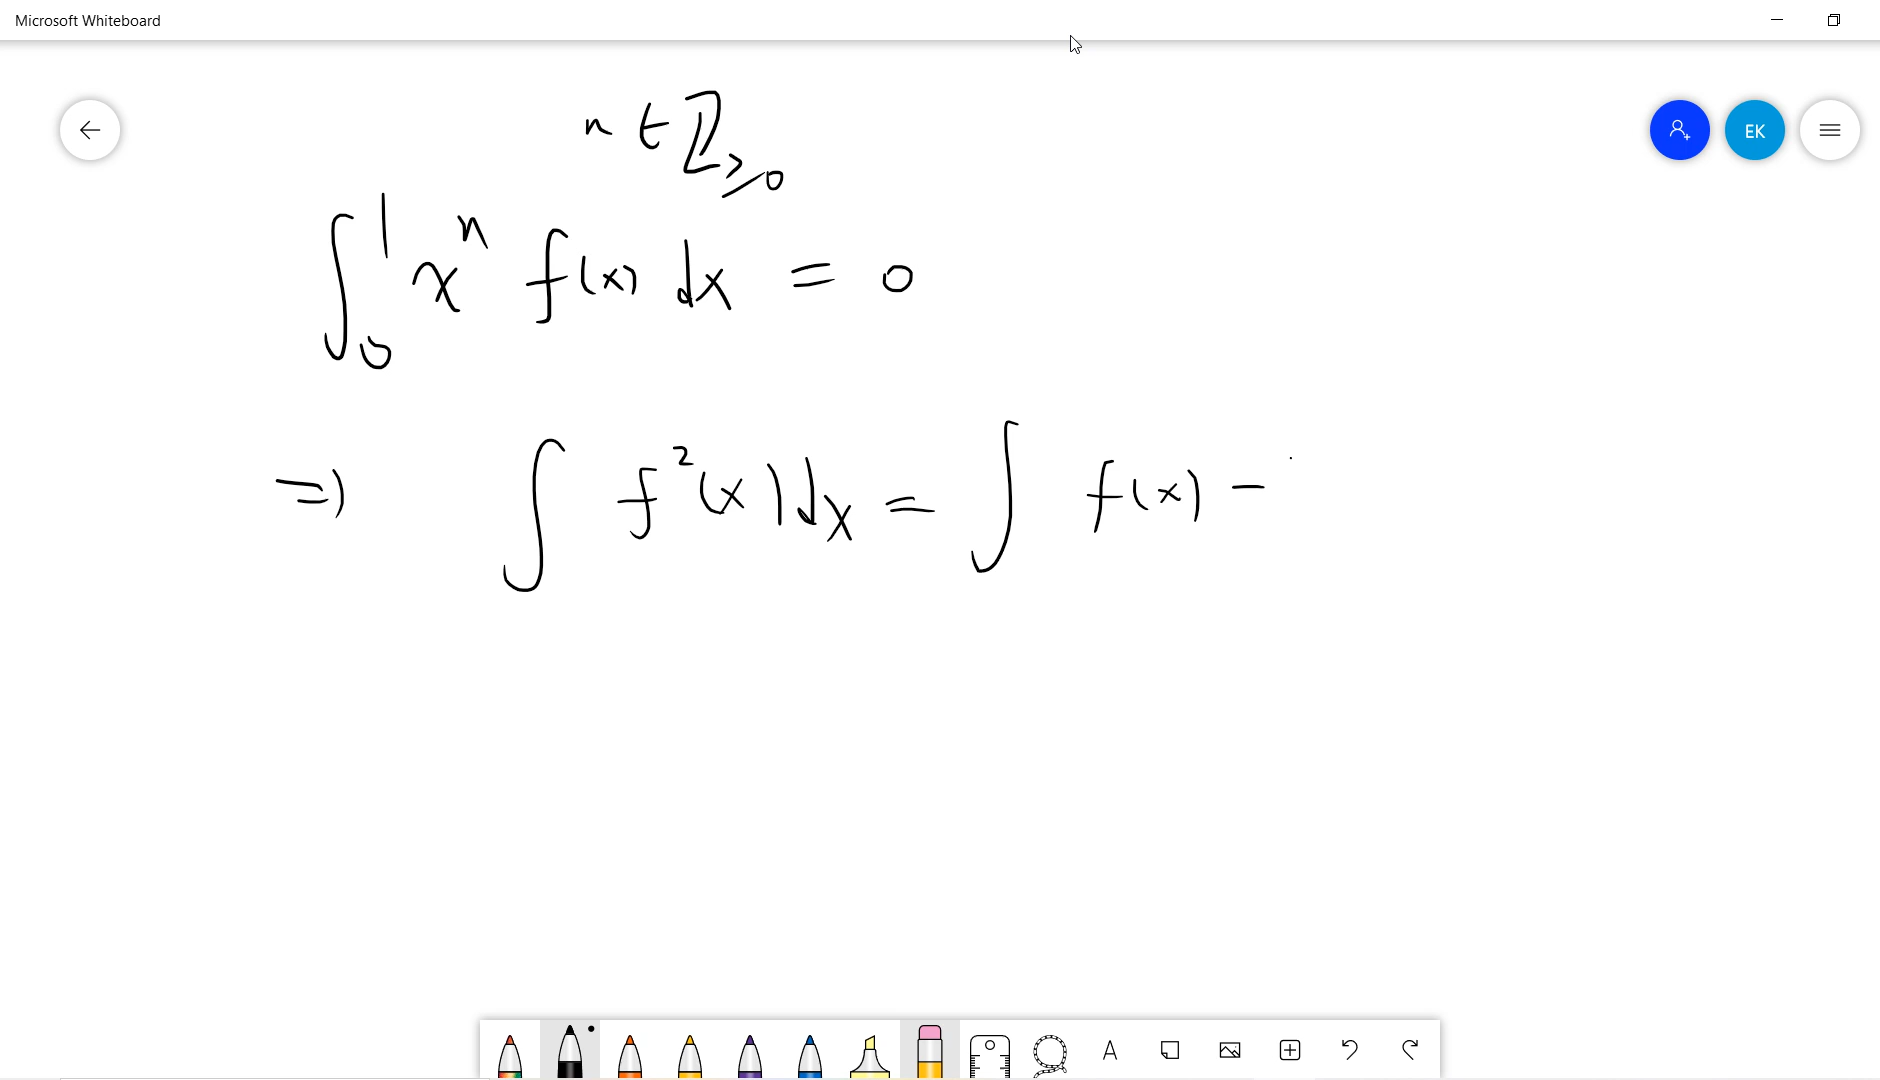 Microsoft Whiteboard
EK
n ∈ ℤ≥0
∫₀¹ xⁿ f(x) dx = 0
⇒ ∫ f²(x) dx = ∫ f(x) −
A